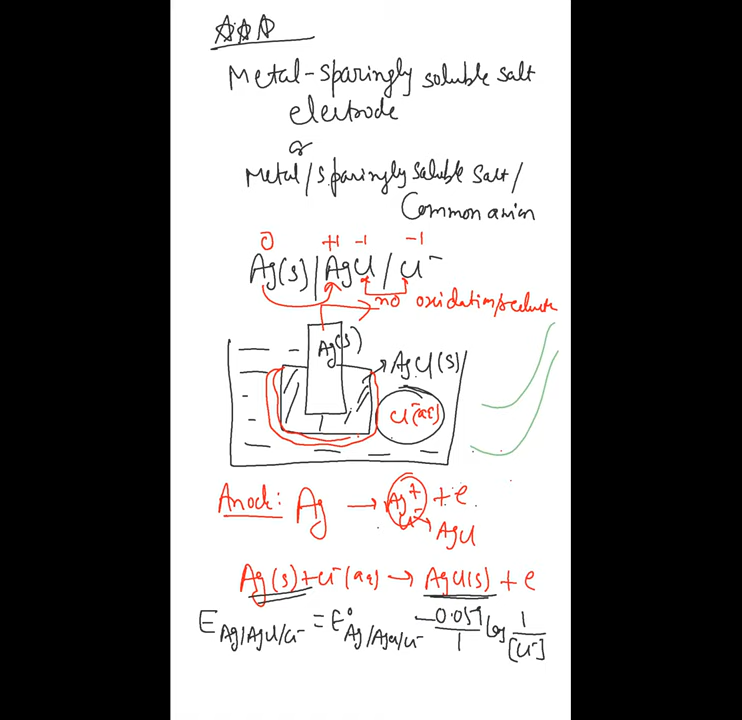 Metal-sparingly soluble salt
electrode
or
Metal/sparingly soluble salt/
Common anion
0 +1 -1 -1
Ag(s)|AgCl/Cl⁻
no oxidation/reduction
Ag(s)
AgCl(s)
Cl⁻(aq)
Anode: Ag → Ag⁺ + e
Cl⁻
AgCl
Ag(s)+Cl⁻(aq) → AgCl(s) + e
E Ag/AgCl/Cl⁻ = E° Ag/AgCl/Cl⁻ -0.059/1 log 1/[Cl⁻]